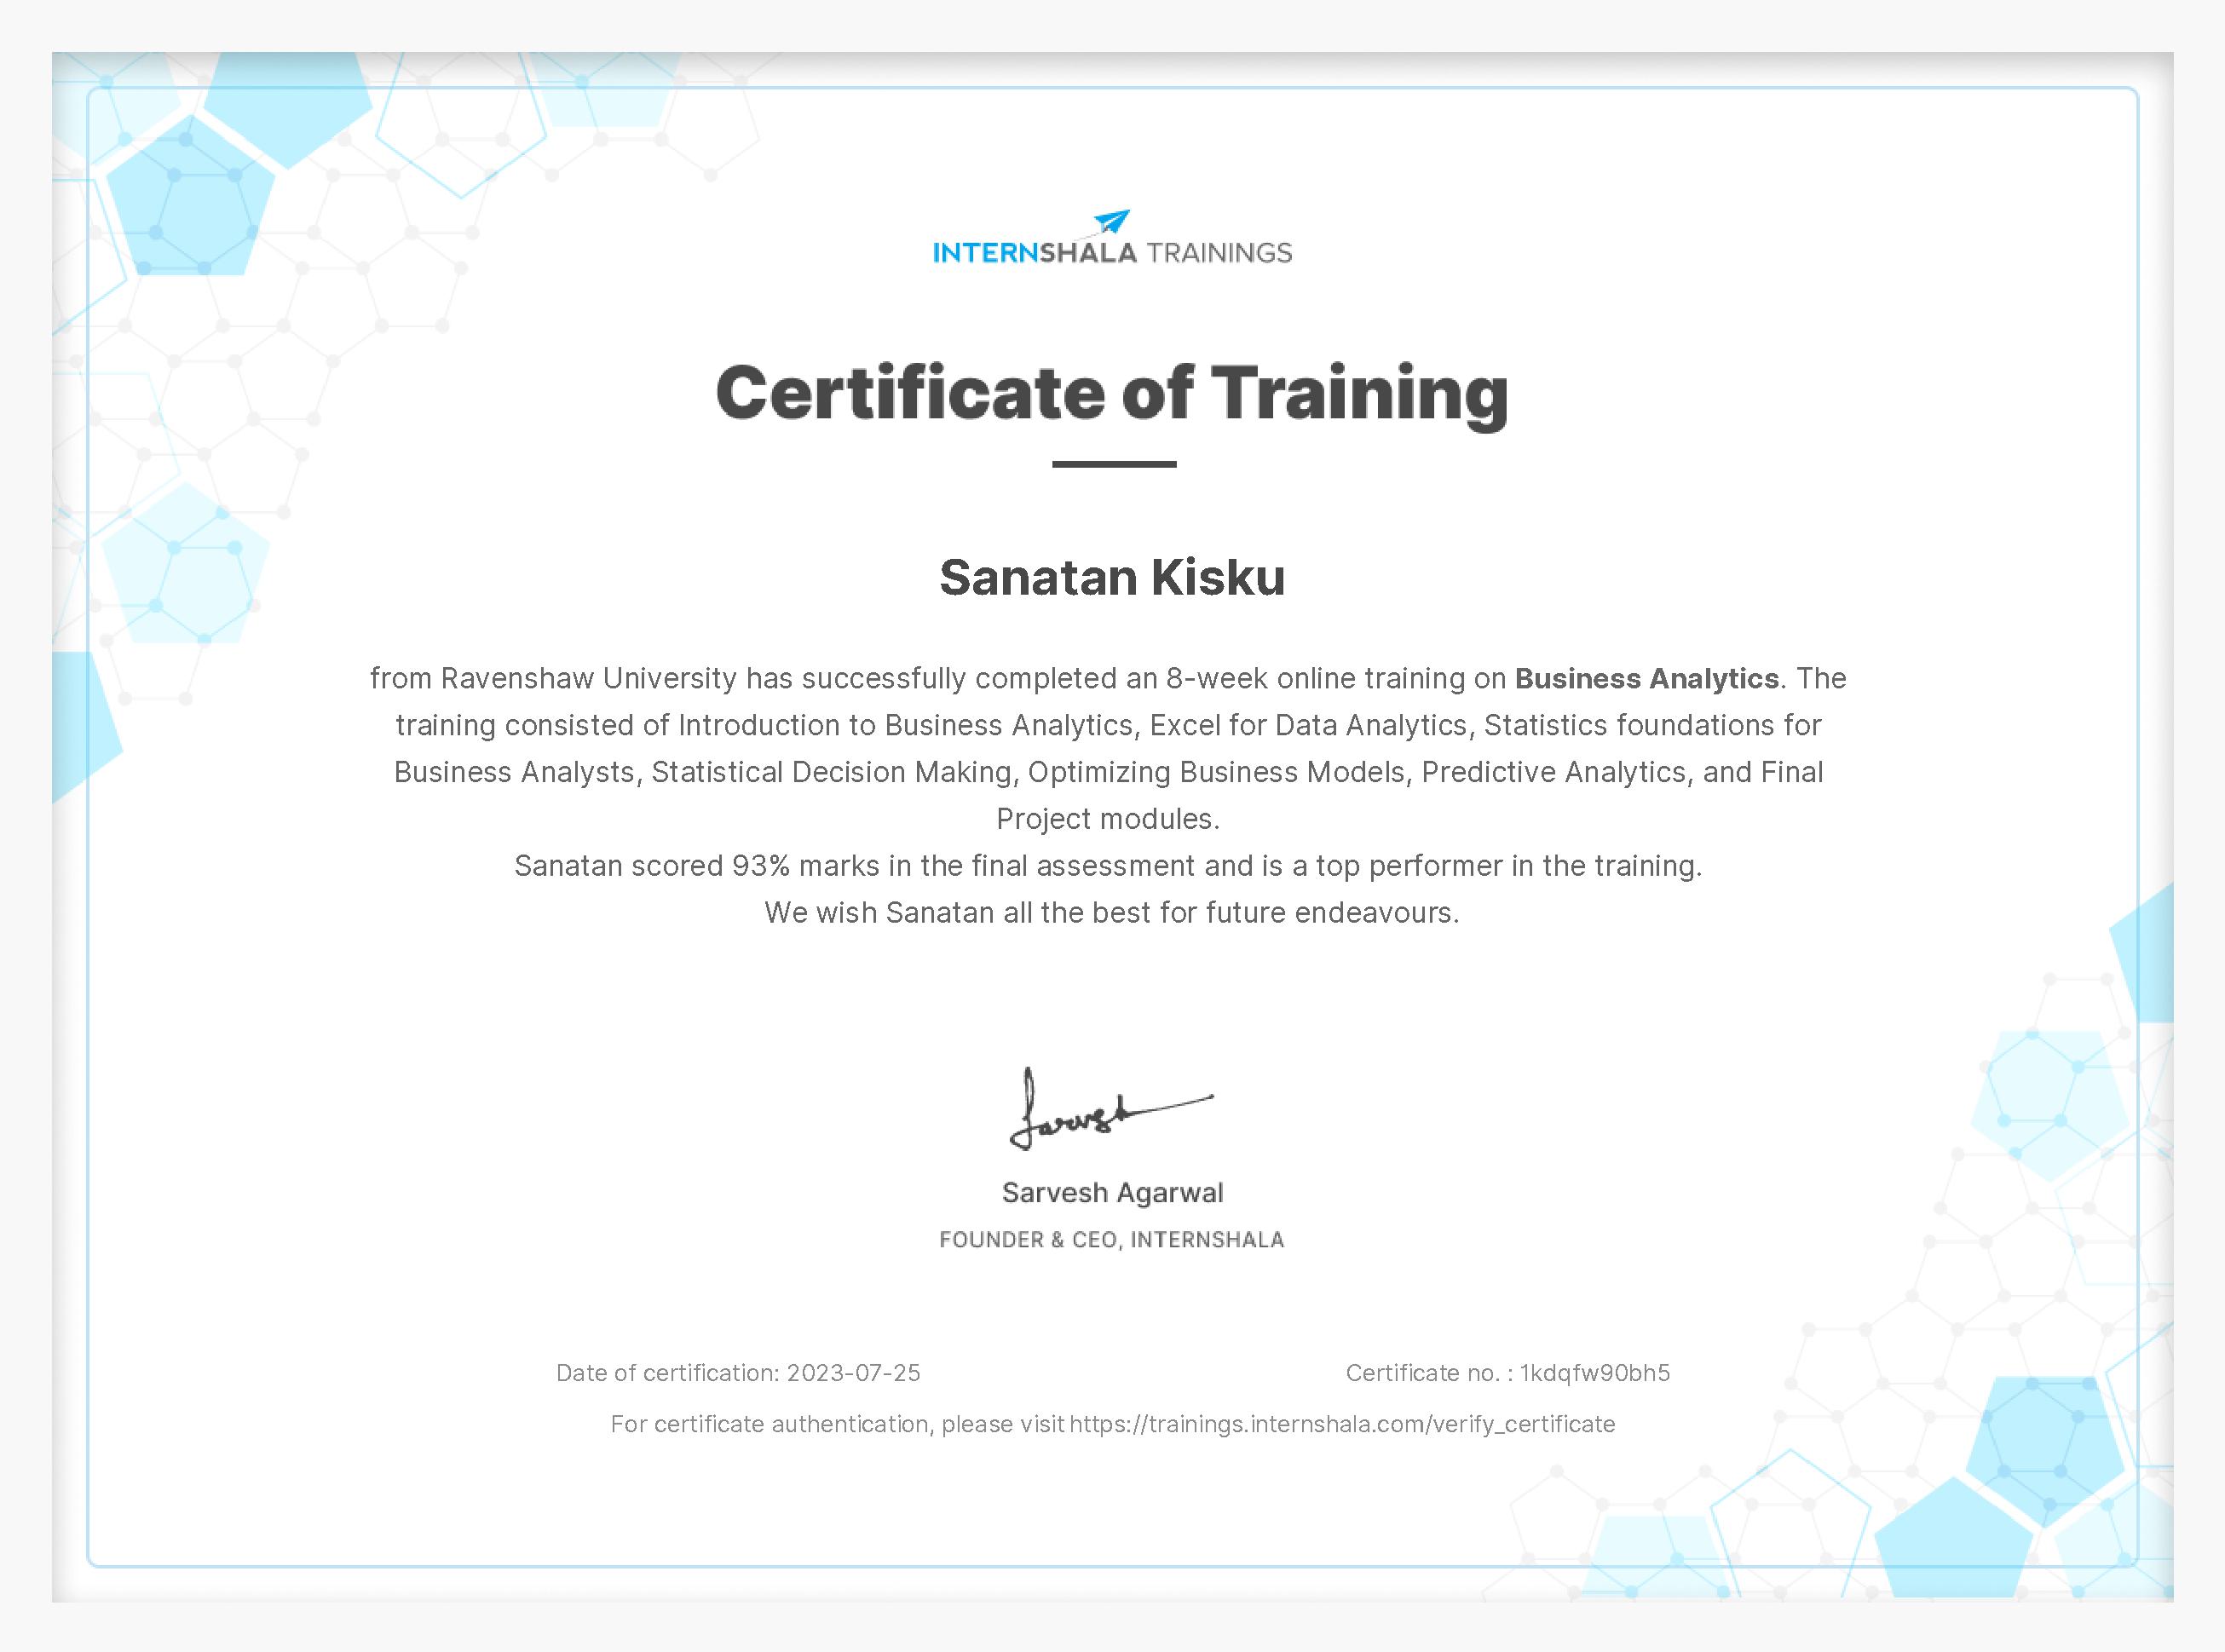 INTERNSHALA TRAININGS
Certificate of Training
Sanatan Kisku
from Ravenshaw University has successfully completed an 8-week online training on Business Analytics. The
training consisted of Introduction to Business Analytics, Excel for Data Analytics, Statistics foundations for
Business Analysts, Statistical Decision Making, Optimizing Business Models, Predictive Analytics, and Final
Project modules.
Sanatan scored 93% marks in the final assessment and is a top performer in the training.
We wish Sanatan all the best for future endeavours.
Sarvesh
Sarvesh Agarwal
FOUNDER & CEO, INTERNSHALA
Date of certification: 2023-07-25
Certificate no. : 1kdqfw90bh5
For certificate authentication, please visit https://trainings.internshala.com/verify_certificate